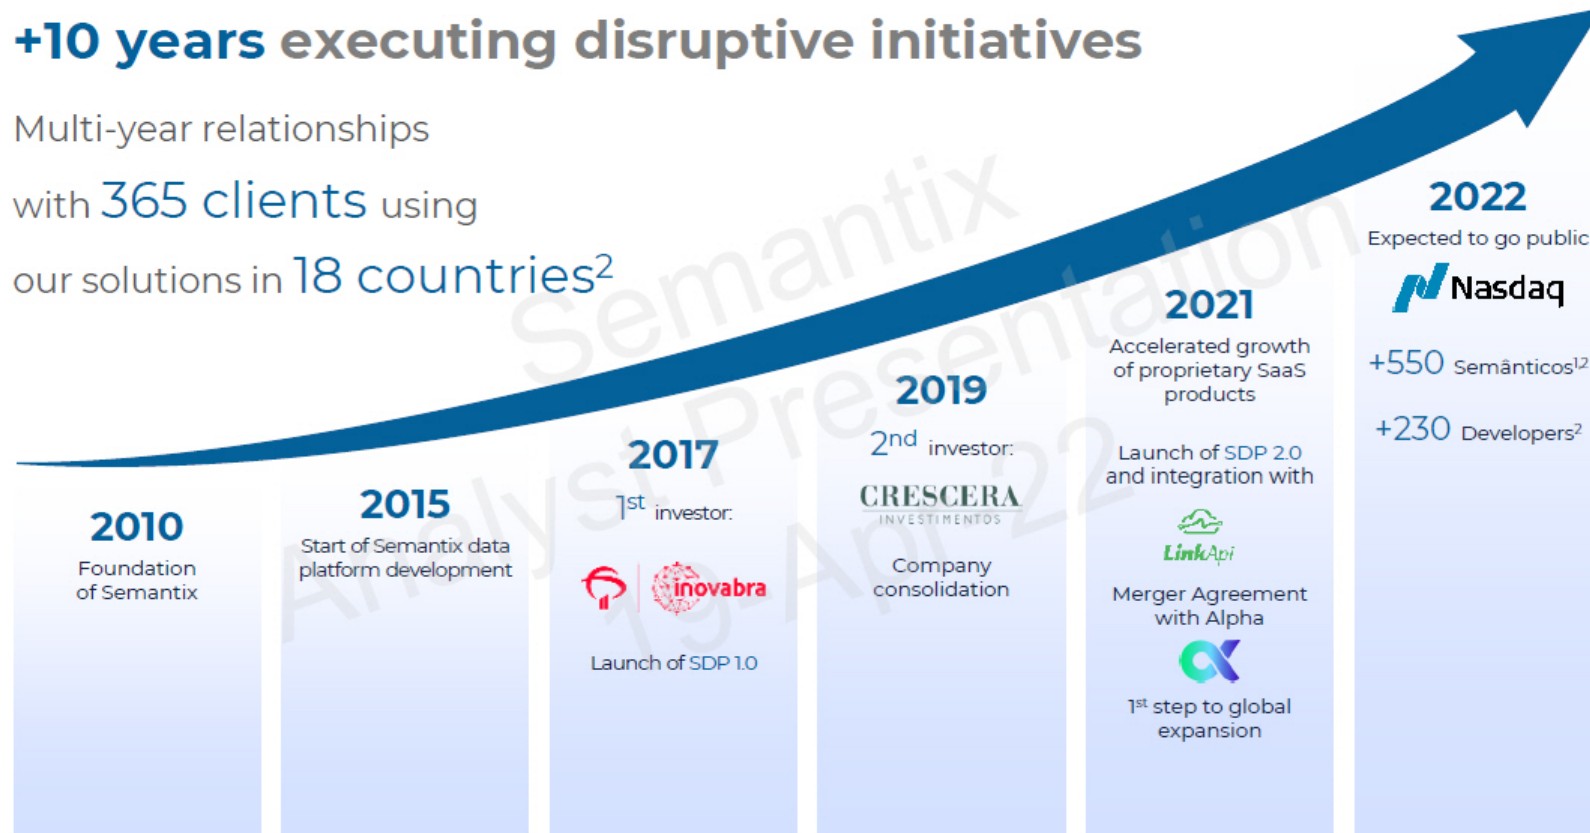 +10 years executing disruptive initiatives
Multi-year relationships
with 365 clients using
our solutions in 18 countries²
2010
Foundation
of Semantix
2015
Start of Semantix data
platform development
2017
1st investor:
inovabra
Launch of SDP 1.0
2019
2nd investor:
CRESCERA
INVESTIMENTOS
Company
consolidation
2021
Accelerated growth
of proprietary SaaS
products
Launch of SDP 2.0
and integration with
LinkApi
Merger Agreement
with Alpha
1st step to global
expansion
2022
Expected to go public
Nasdaq
+550 Semânticos¹,²
+230 Developers²
Semantix
Analyst Presentation
19-Apr-22